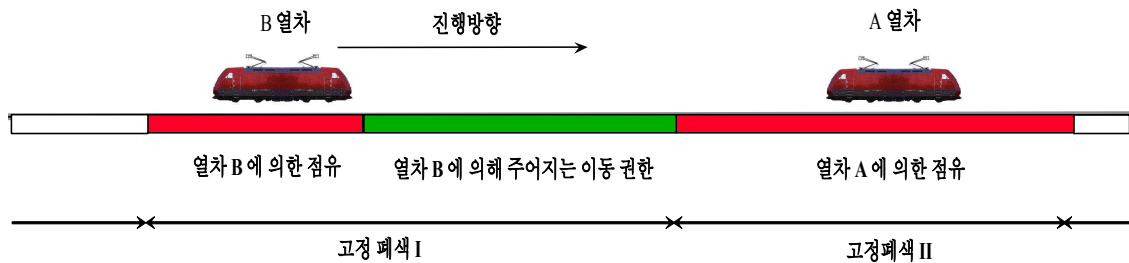 B 열차
진행방향
A 열차
열차 B 에 의한 점유
열차 B 에 의해 주어지는 이동 권한
열차 A 에 의한 점유
고정 폐색 I
고정폐색 II